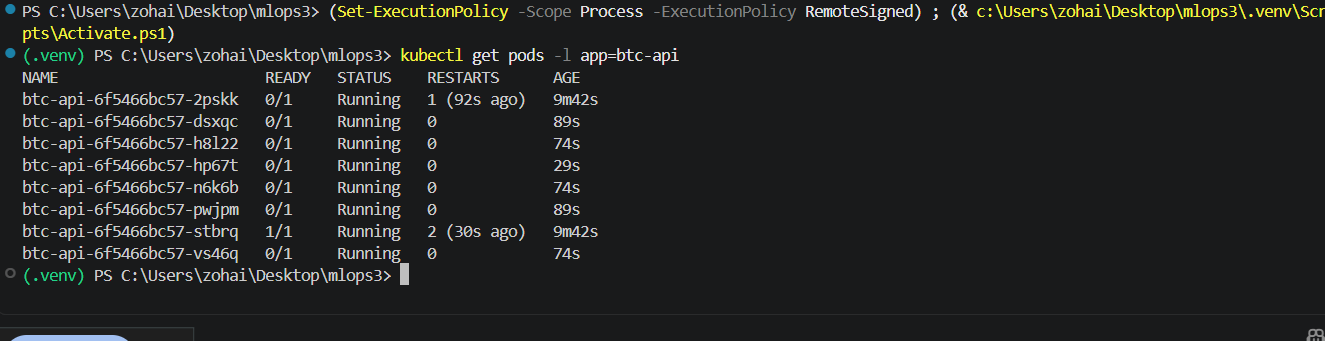 PS C:\Users\zohai\Desktop\mlops3> (Set-ExecutionPolicy -Scope Process -ExecutionPolicy RemoteSigned) ; (& c:\Users\zohai\Desktop\mlops3\.venv\Scri
pts\Activate.ps1)
(.venv) PS C:\Users\zohai\Desktop\mlops3> kubectl get pods -l app=btc-api
NAME READY STATUS RESTARTS AGE
btc-api-6f5466bc57-2pskk 0/1 Running 1 (92s ago) 9m42s
btc-api-6f5466bc57-dsxqc 0/1 Running 0 89s
btc-api-6f5466bc57-h8l22 0/1 Running 0 74s
btc-api-6f5466bc57-hp67t 0/1 Running 0 29s
btc-api-6f5466bc57-n6k6b 0/1 Running 0 74s
btc-api-6f5466bc57-pwjpm 0/1 Running 0 89s
btc-api-6f5466bc57-stbrq 1/1 Running 2 (30s ago) 9m42s
btc-api-6f5466bc57-vs46q 0/1 Running 0 74s
(.venv) PS C:\Users\zohai\Desktop\mlops3>